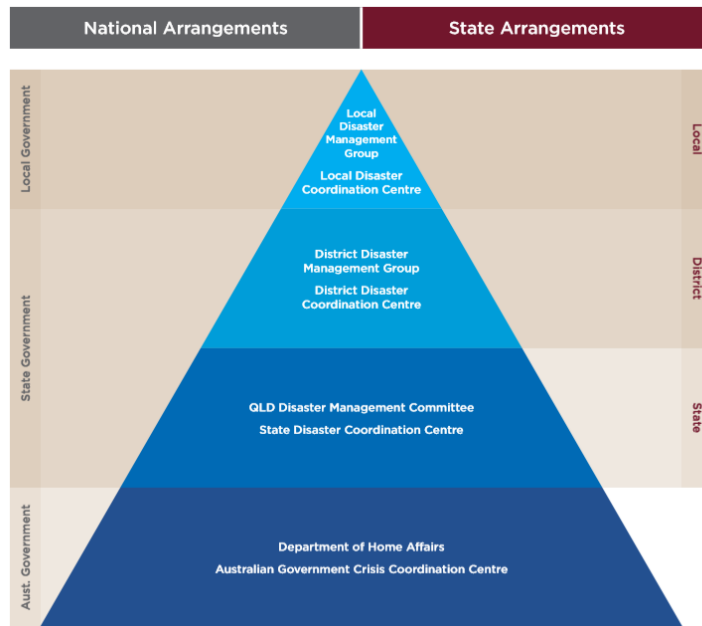 National Arrangements
State Arrangements
Local Government
Local
Disaster
Management
Group
Local Disaster
Coordination Centre
Local
State Government
District Disaster
Management Group
District Disaster
Coordination Centre
District
QLD Disaster Management Committee
State Disaster Coordination Centre
State
Aust. Government
Department of Home Affairs
Australian Government Crisis Coordination Centre